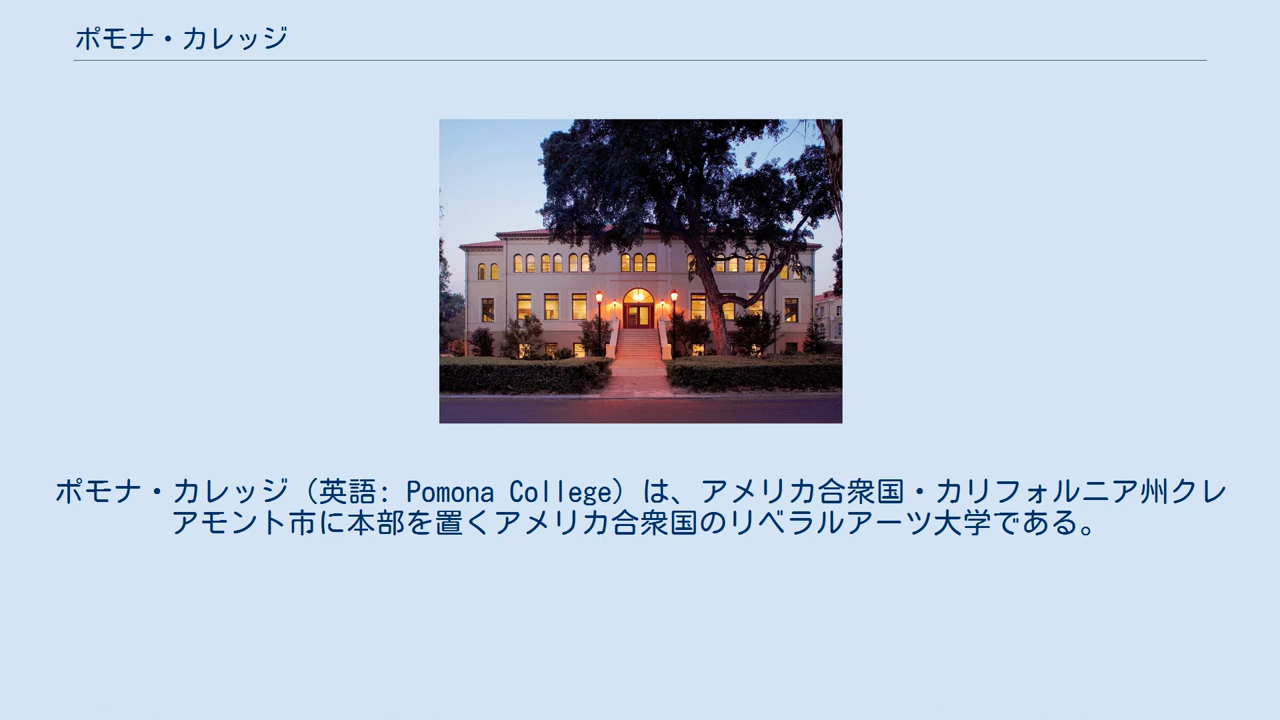 ポモナ・カレッジ
ポモナ・カレッジ（英語: Pomona College）は、アメリカ合衆国・カリフォルニア州クレ
アモント市に本部を置くアメリカ合衆国のリベラルアーツ大学である。